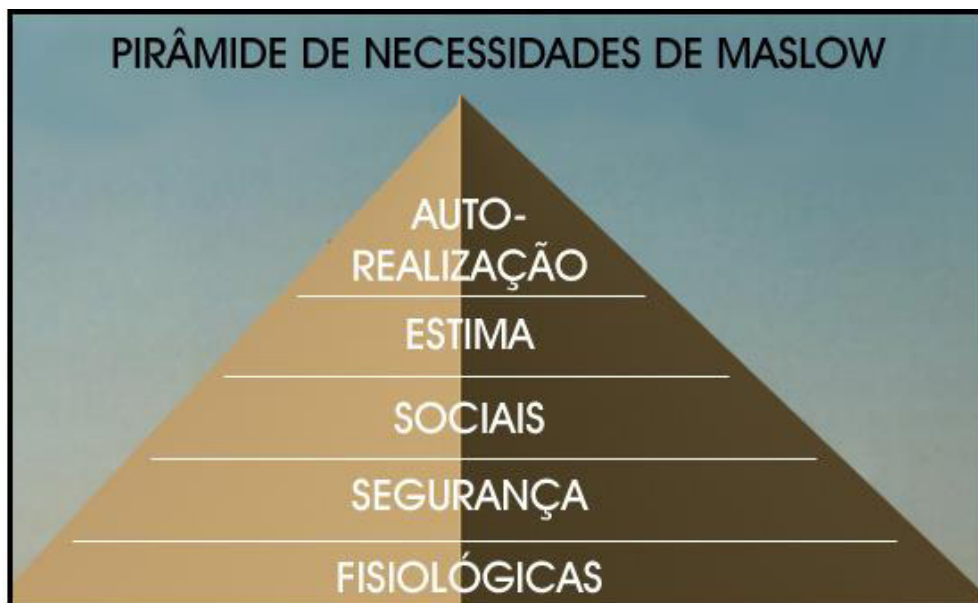 PIRÂMIDE DE NECESSIDADES DE MASLOW
AUTO-
REALIZAÇÃO
ESTIMA
SOCIAIS
SEGURANÇA
FISIOLÓGICAS